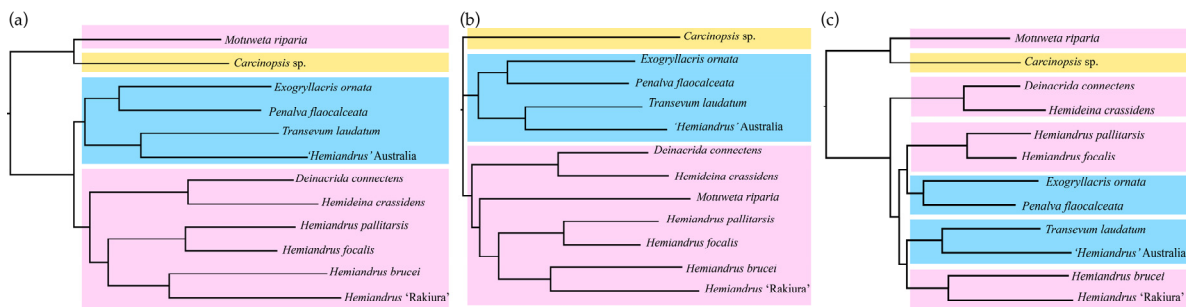 (a)
Motuweta riparia
Carcinopsis sp.
Exogryllacris ornata
Penalva flaocalceata
Transevum laudatum
'Hemiandrus' Australia
Deinacrida connectens
Hemideina crassidens
Hemiandrus pallitarsis
Hemiandrus focalis
Hemiandrus brucei
Hemiandrus 'Rakiura'
(b)
Carcinopsis sp.
Exogryllacris ornata
Penalva flaocalceata
Transevum laudatum
'Hemiandrus' Australia
Deinacrida connectens
Hemideina crassidens
Motuweta riparia
Hemiandrus pallitarsis
Hemiandrus focalis
Hemiandrus brucei
Hemiandrus 'Rakiura'
(c)
Motuweta riparia
Carcinopsis sp.
Deinacrida connectens
Hemideina crassidens
Hemiandrus pallitarsis
Hemiandrus focalis
Exogryllacris ornata
Penalva flaocalceata
Transevum laudatum
'Hemiandrus' Australia
Hemiandrus brucei
Hemiandrus 'Rakiura'